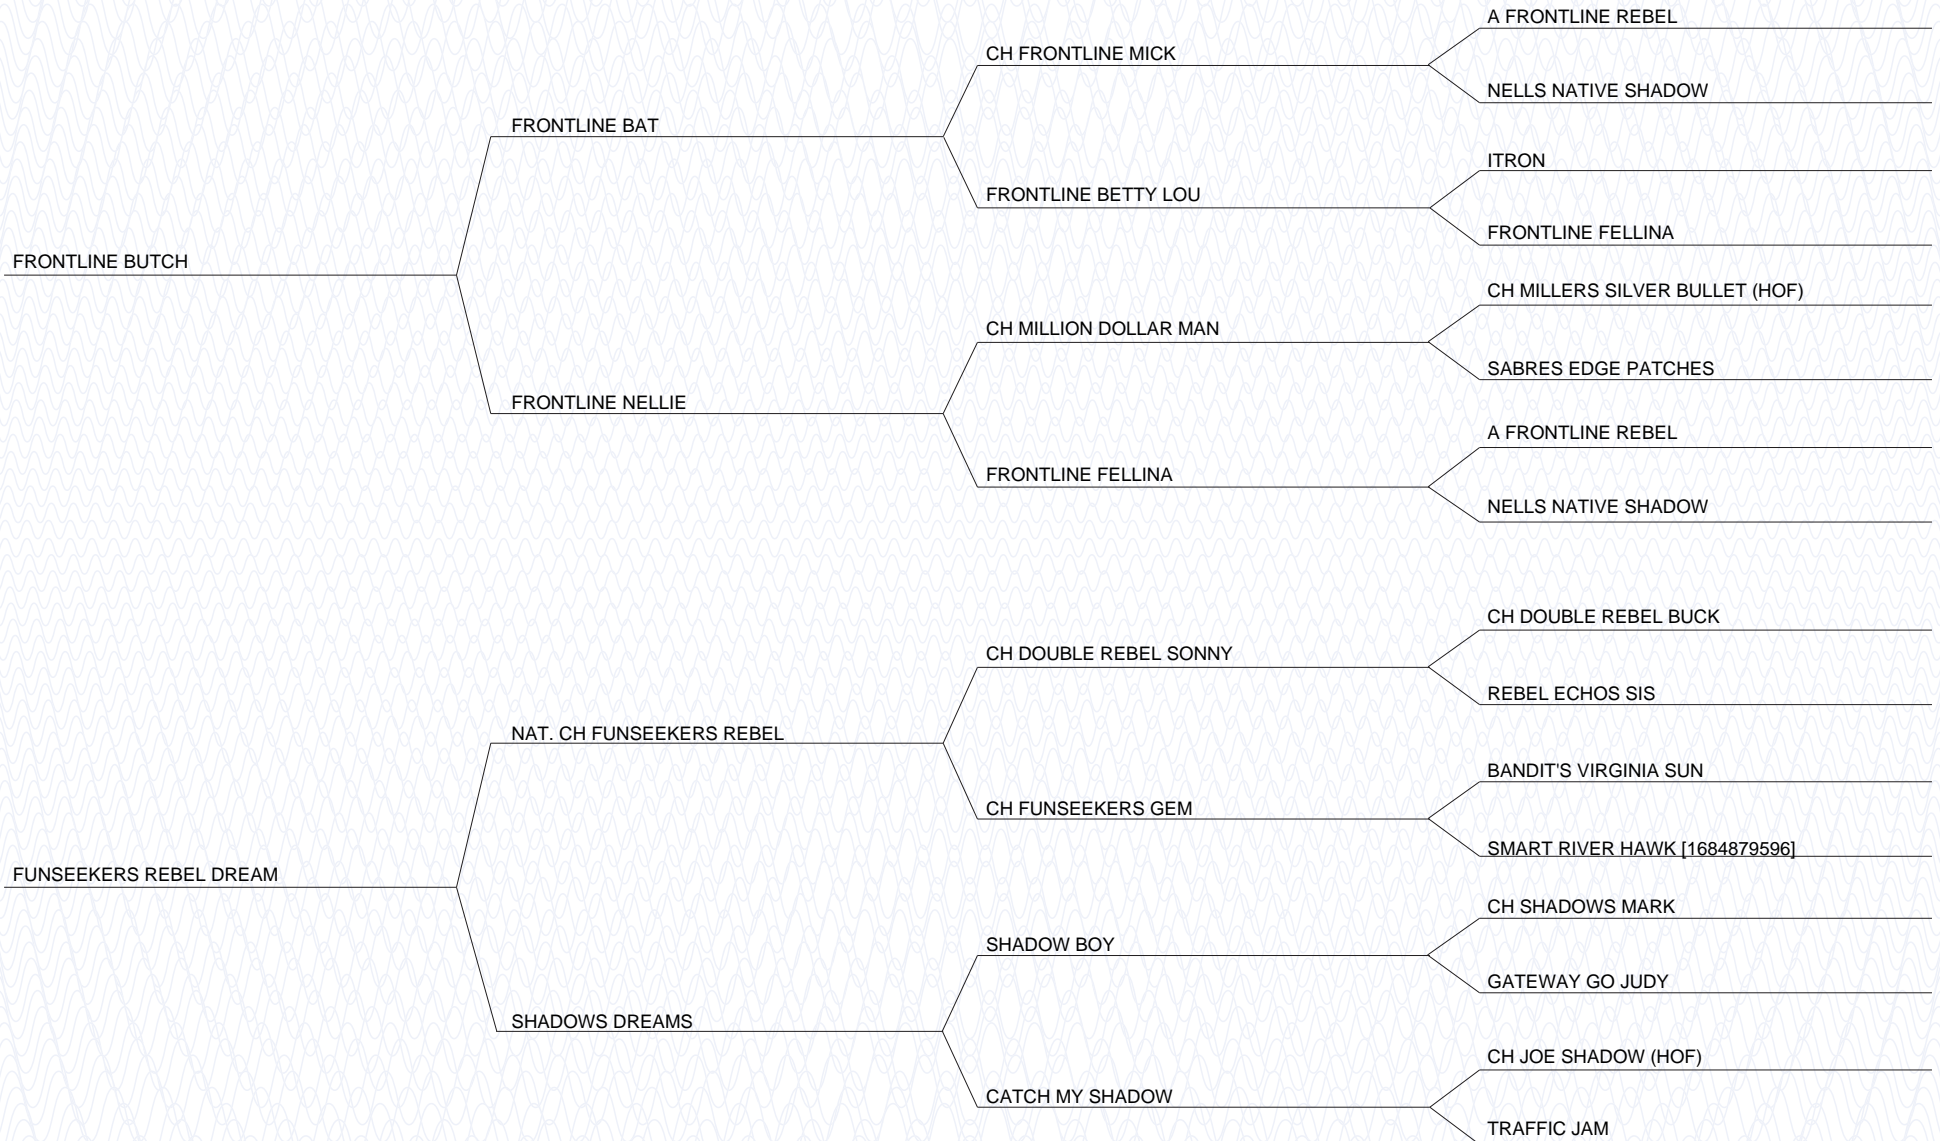 A FRONTLINE REBEL
CH FRONTLINE MICK
NELLS NATIVE SHADOW
FRONTLINE BAT
ITRON
FRONTLINE BETTY LOU
FRONTLINE FELLINA
FRONTLINE BUTCH
CH MILLERS SILVER BULLET (HOF)
CH MILLION DOLLAR MAN
SABRES EDGE PATCHES
FRONTLINE NELLIE
A FRONTLINE REBEL
FRONTLINE FELLINA
NELLS NATIVE SHADOW
CH DOUBLE REBEL BUCK
CH DOUBLE REBEL SONNY
REBEL ECHOS SIS
NAT. CH FUNSEEKERS REBEL
BANDIT'S VIRGINIA SUN
CH FUNSEEKERS GEM
SMART RIVER HAWK [1684879596]
FUNSEEKERS REBEL DREAM
CH SHADOWS MARK
SHADOW BOY
GATEWAY GO JUDY
SHADOWS DREAMS
CH JOE SHADOW (HOF)
CATCH MY SHADOW
TRAFFIC JAM